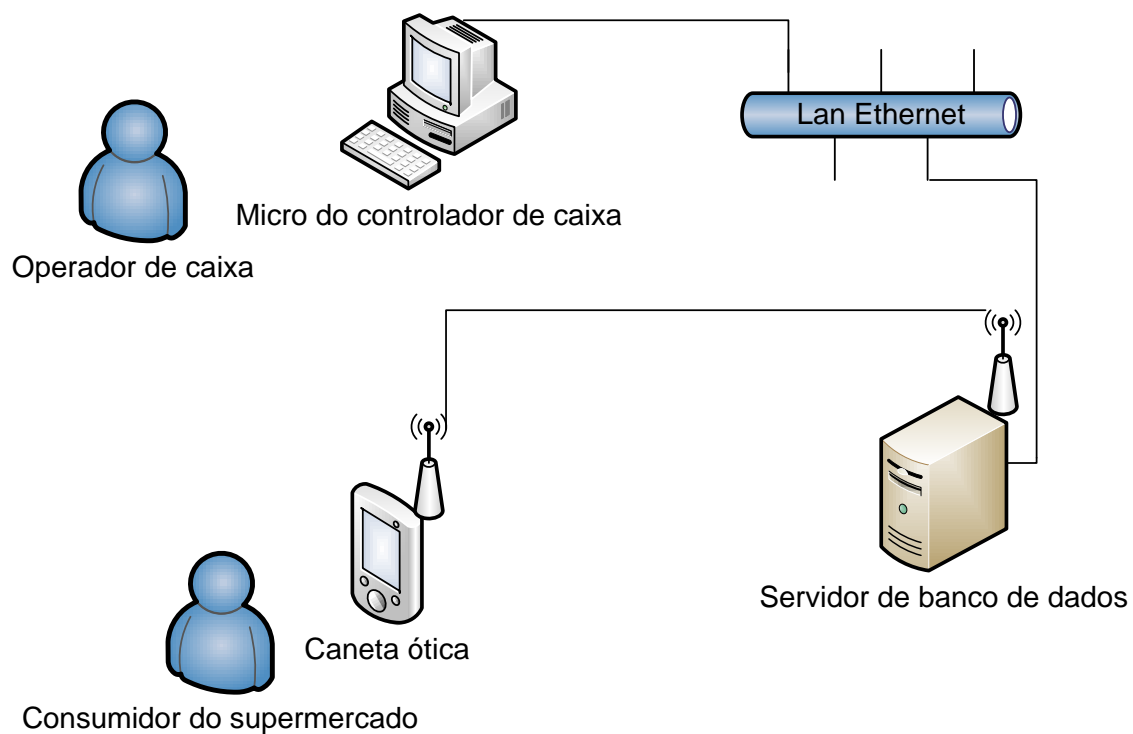 Lan Ethernet
Micro do controlador de caixa
Operador de caixa
Servidor de banco de dados
Caneta ótica
Consumidor do supermercado